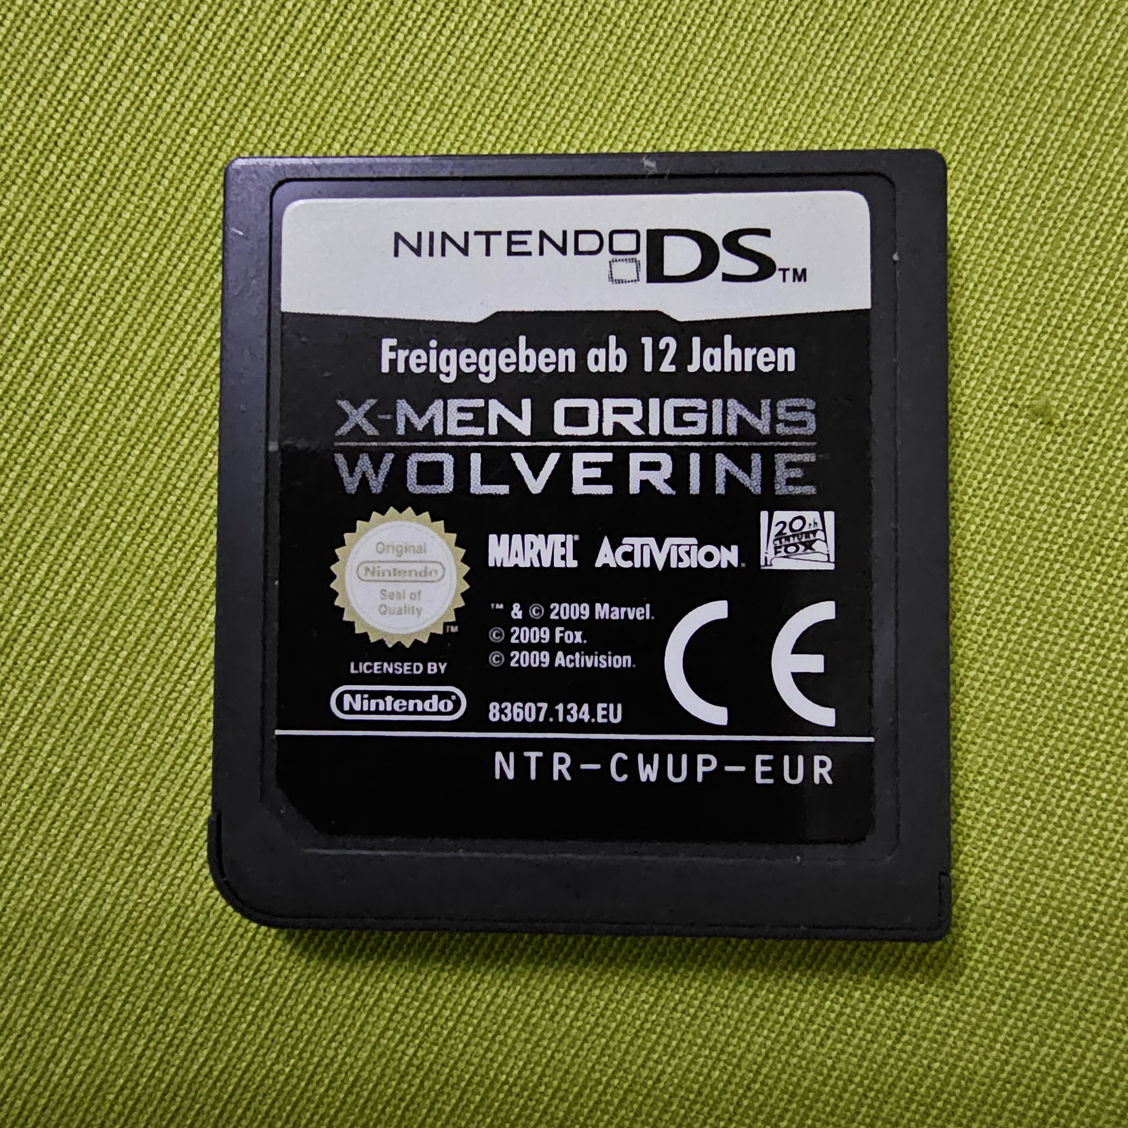 NINTENDO DS™
Freigegeben ab 12 Jahren
X-MEN ORIGINS
WOLVERINE
Original
Nintendo
Seal of
Quality
™
MARVEL ACTIVISION.
20th
CENTURY
FOX
™ & © 2009 Marvel.
© 2009 Fox.
© 2009 Activision.
CE
LICENSED BY
Nintendo®
83607.134.EU
NTR-CWUP-EUR